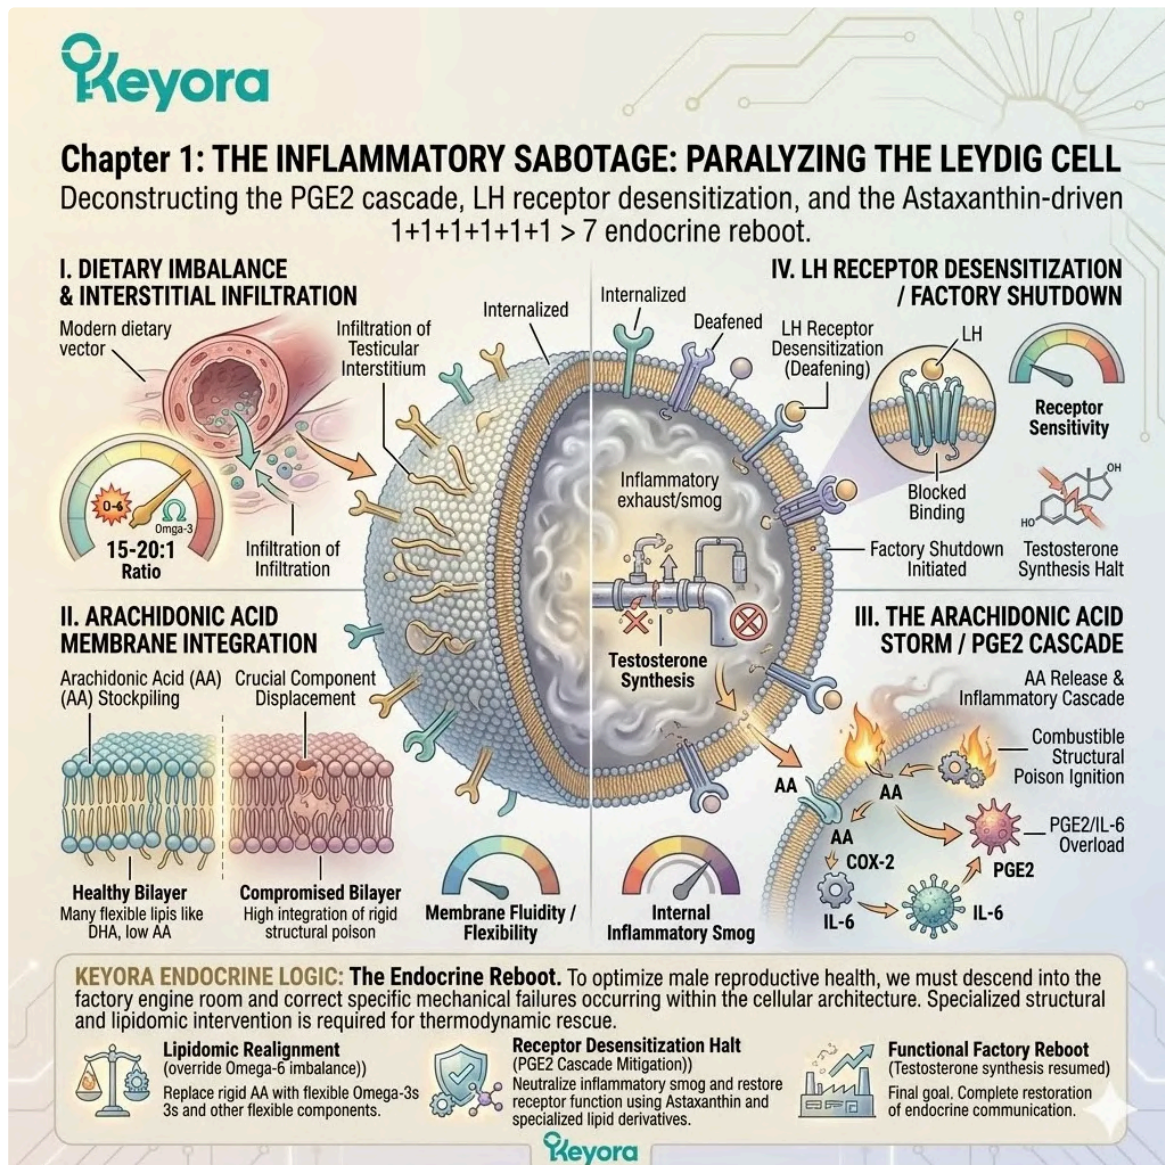 Keyora
Chapter 1: THE INFLAMMATORY SABOTAGE: PARALYZING THE LEYDIG CELL
Deconstructing the PGE2 cascade, LH receptor desensitization, and the Astaxanthin-driven
1+1+1+1+1+1 > 7 endocrine reboot.
I. DIETARY IMBALANCE
& INTERSTITIAL INFILTRATION
Modern dietary
vector
Infiltration of
Testicular
Interstitium
Internalized
O-6
Ω
Omga-3
15-20:1
Ratio
Infiltration of
Infiltration
IV. LH RECEPTOR DESENSITIZATION
/ FACTORY SHUTDOWN
Internalized
Deafened
LH Receptor
Desensitization
(Deafening)
LH
Receptor
Sensitivity
Blocked
Binding
OH
HO
Testosterone
Synthesis Halt
Factory Shutdown
Initiated
Inflammatory
exhaust/smog
Testosterone
Synthesis
II. ARACHIDONIC ACID
MEMBRANE INTEGRATION
Arachidonic Acid (AA)
(AA) Stockpiling
Crucial Component
Displacement
Healthy Bilayer
Many flexible lipis like
DHA, low AA
Compromised Bilayer
High integration of rigid
structural poison
Membrane Fluidity /
Flexibility
Internal
Inflammatory Smog
III. THE ARACHIDONIC ACID
STORM / PGE2 CASCADE
AA Release &
Inflammatory Cascade
Combustible
Structural
Poison Ignition
AA
AA
AA
COX-2
IL-6
IL-6
PGE2
PGE2/IL-6
Overload
KEYORA ENDOCRINE LOGIC: The Endocrine Reboot. To optimize male reproductive health, we must descend into the
factory engine room and correct specific mechanical failures occurring within the cellular architecture. Specialized structural
and lipidomic intervention is required for thermodynamic rescue.
Lipidomic Realignment
(override Omega-6 imbalance))
Replace rigid AA with flexible Omega-3s
3s and other flexible components.
Receptor Desensitization Halt
(PGE2 Cascade Mitigation))
Neutralize inflammatory smog and restore
receptor function using Astaxanthin and
specialized lipid derivatives.
Functional Factory Reboot
(Testosterone synthesis resumed)
Final goal. Complete restoration
of endocrine communication.
Keyora